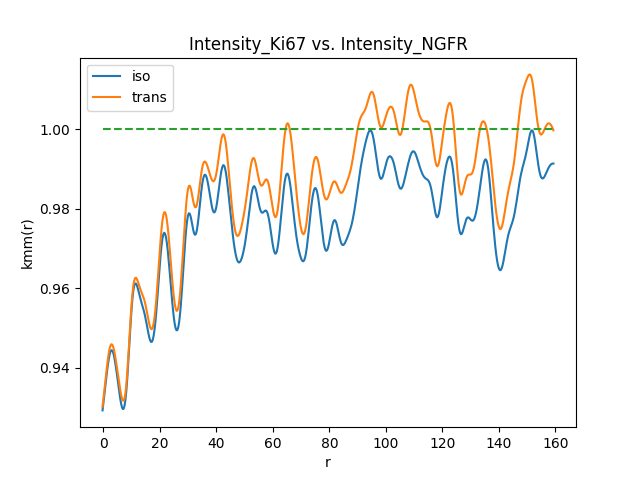 Intensity_Ki67 vs. Intensity_NGFR
iso
trans
1.00
0.98
0.96
0.94
kmm(r)
0 20 40 60 80 100 120 140 160
r